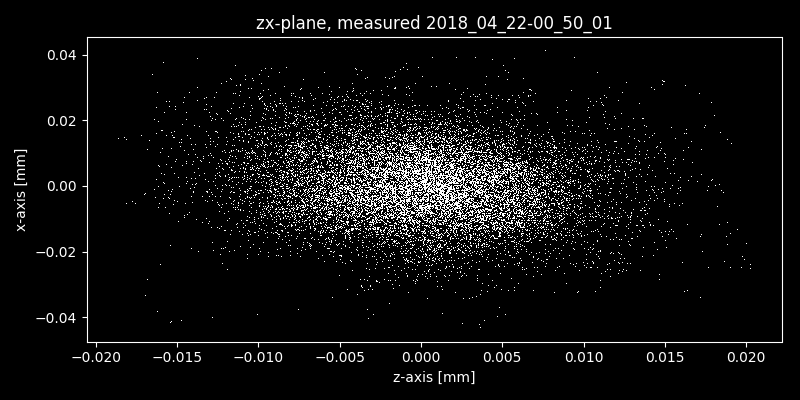 zx-plane, measured 2018_04_22-00_50_01
0.04
0.02
0.00
−0.02
−0.04
x-axis [mm]
−0.020 −0.015 −0.010 −0.005 0.000 0.005 0.010 0.015 0.020
z-axis [mm]